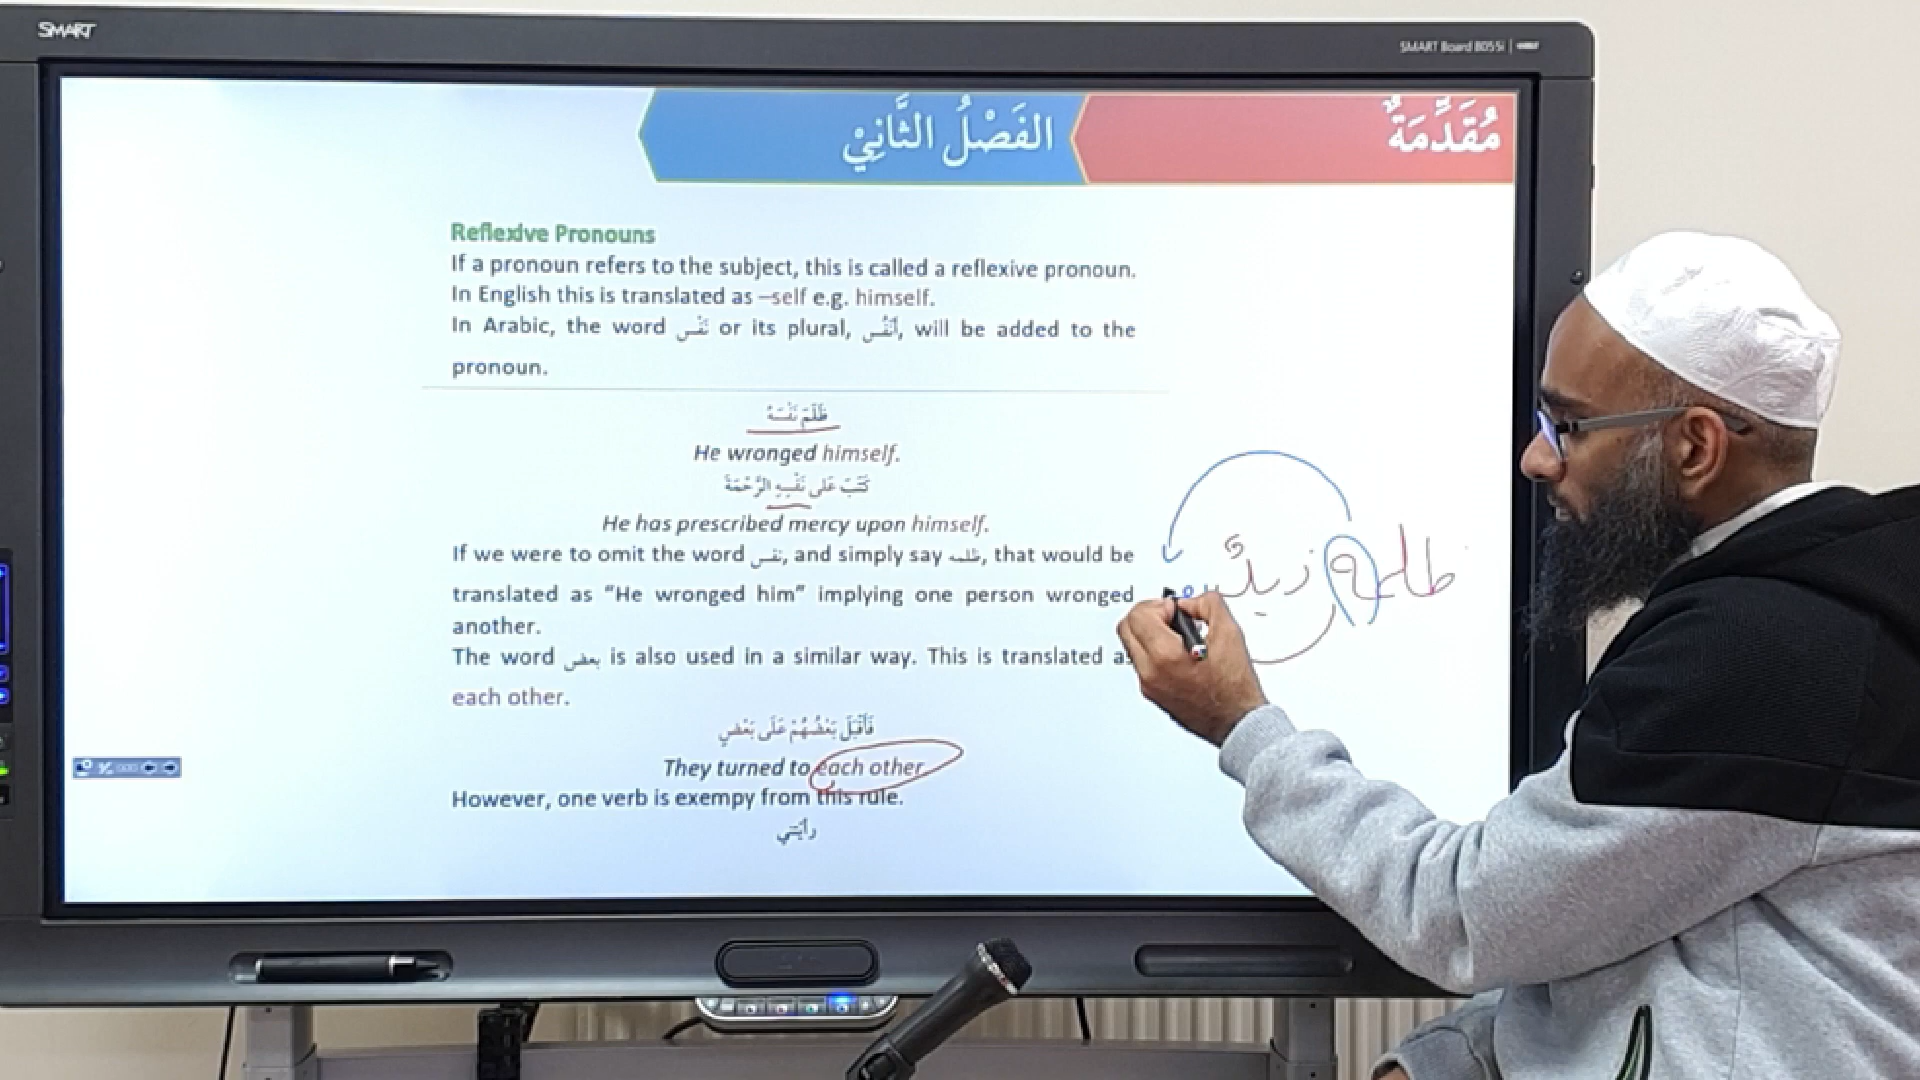 SMART
SMART Board 8055i
مُقَدِّمَةٌ
الفَصْلُ الثَّانِيْ
Reflexive Pronouns
If a pronoun refers to the subject, this is called a reflexive pronoun.
In English this is translated as –self e.g. himself.
In Arabic, the word نَفْس or its plural, أَنْفُس, will be added to the
pronoun.
ظَلَمَ نَفْسَهُ
He wronged himself.
كَتَبَ عَلى نَفْسِهِ الرَّحْمَةَ
He has prescribed mercy upon himself.
If we were to omit the word نفس, and simply say ظلمه, that would be
translated as “He wronged him” implying one person wronged
another.
The word بعض is also used in a similar way. This is translated as
each other.
فَأَقْبَلَ بَعْضُهُمْ عَلَى بَعْضٍ
They turned to each other
However, one verb is exempy from this rule.
رأيْتَنِي
ظلمه زيدٌ